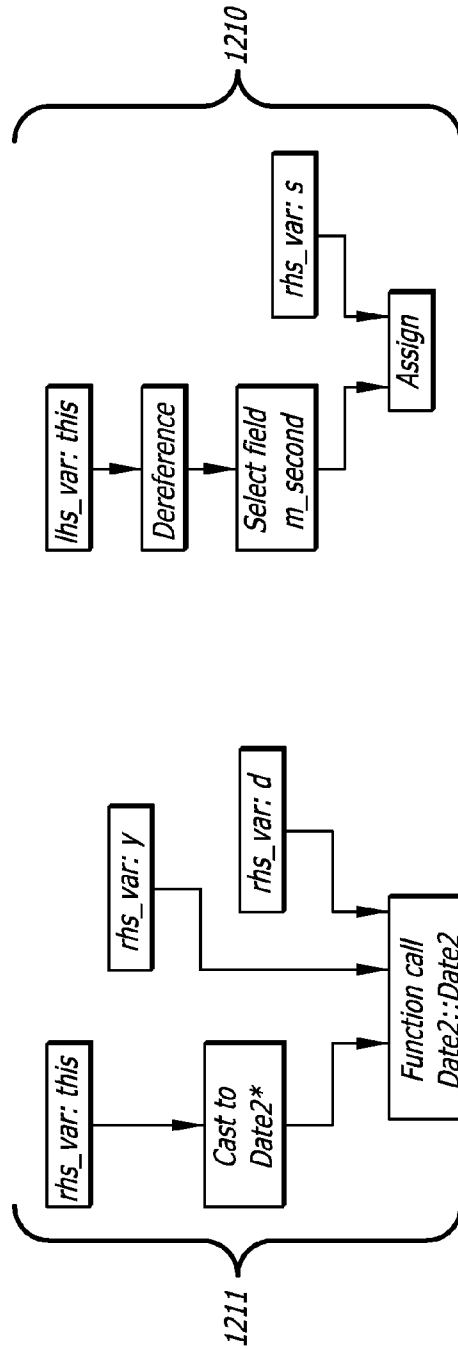 1211
rhs_var: this
Cast to
Date2*
rhs_var: y
rhs_var: d
Function call
Date2::Date2
lhs_var: this
Dereference
Select field
m_second
rhs_var: s
Assign
1210